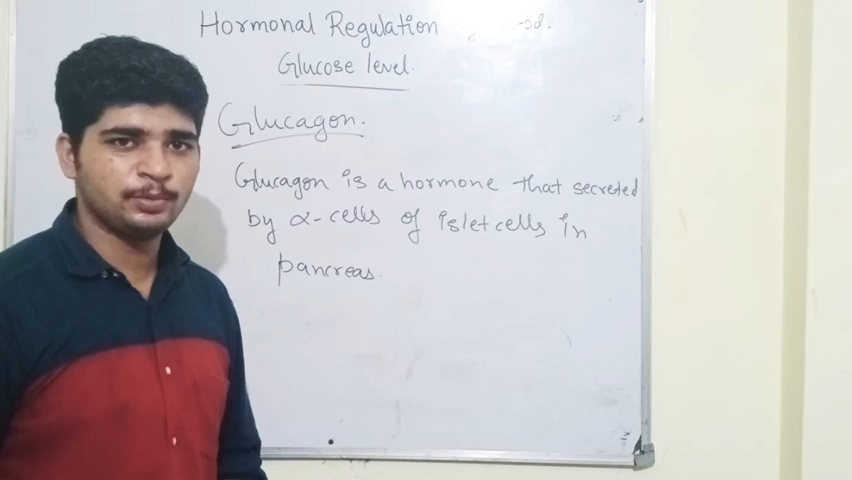 Hormonal Regulation
Glucose level.
Glucagon.
Glucagon is a hormone that secreted
by α-cells of islet cells in
pancreas.